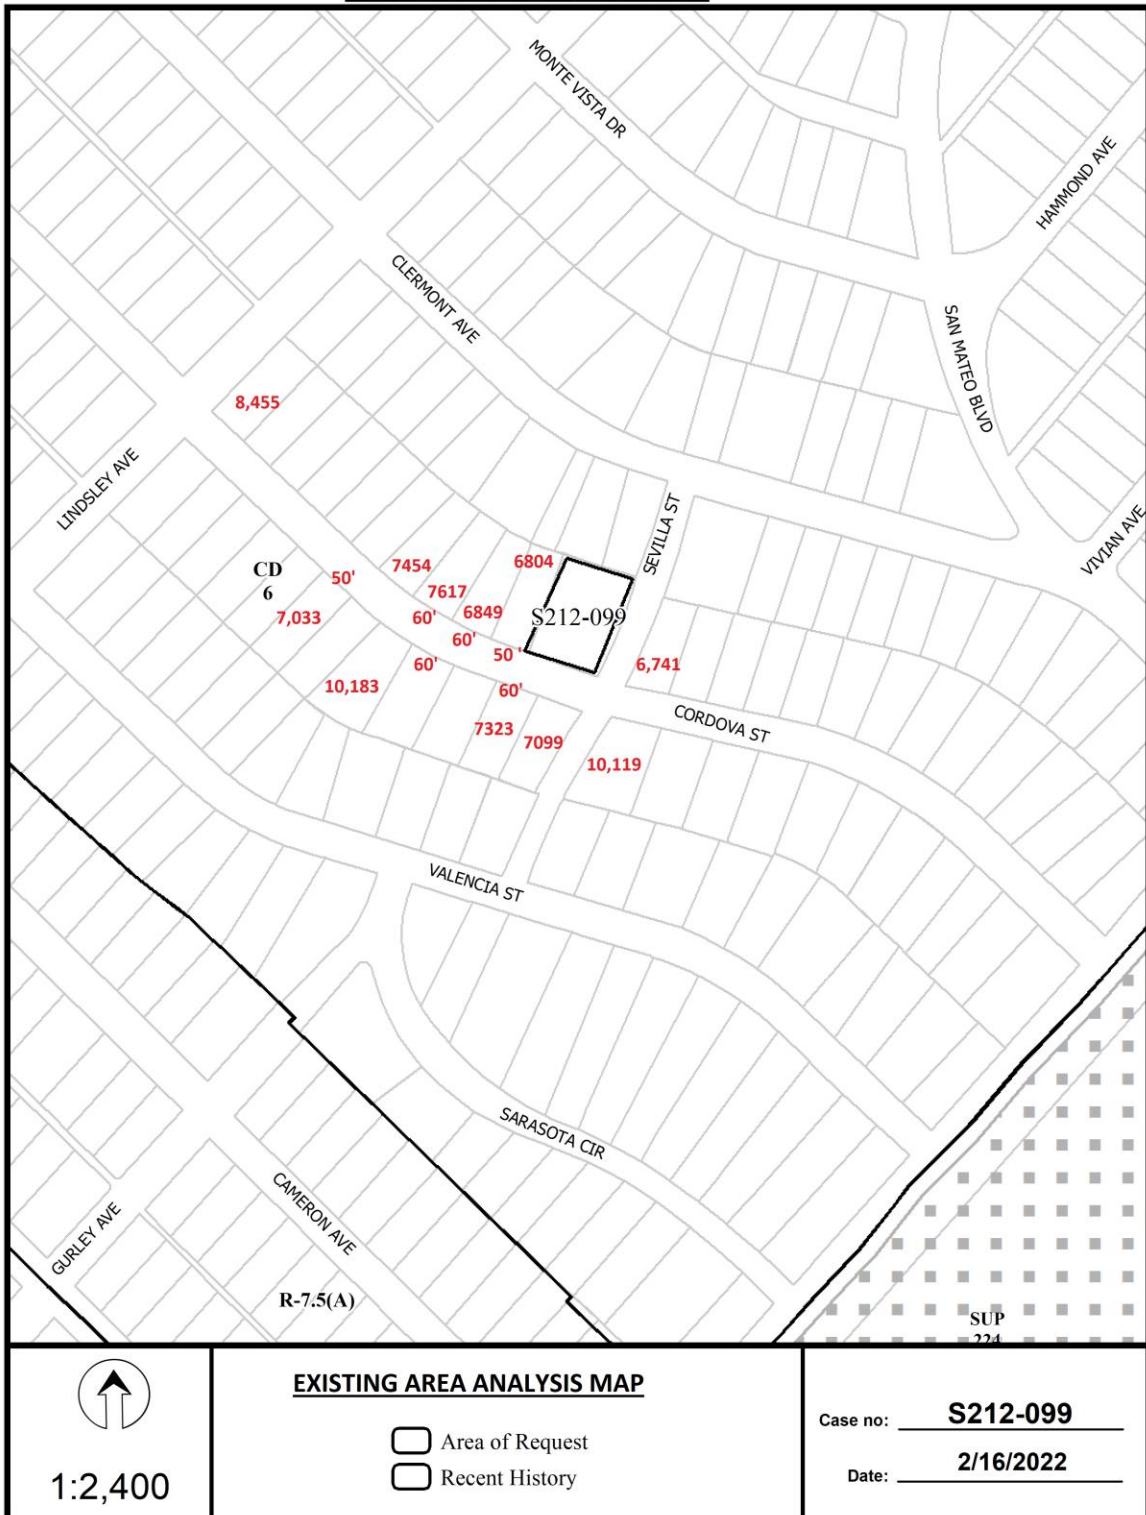 MONTE VISTA DR
HAMMOND AVE
CLERMONT AVE
SAN MATEO BLVD
8,455
LINDSLEY AVE
SEVILLA ST
VIVIAN AVE
CD
6
50'
7454
6804
7617
7,033
60'
6849
S212-099
60'
50 '
60'
6,741
10,183
60'
7323
7099
CORDOVA ST
10,119
VALENCIA ST
SARASOTA CIR
CAMERON AVE
GURLEY AVE
R-7.5(A)
SUP
224
1:2,400
EXISTING AREA ANALYSIS MAP
Area of Request
Recent History
Case no: S212-099
Date: 2/16/2022